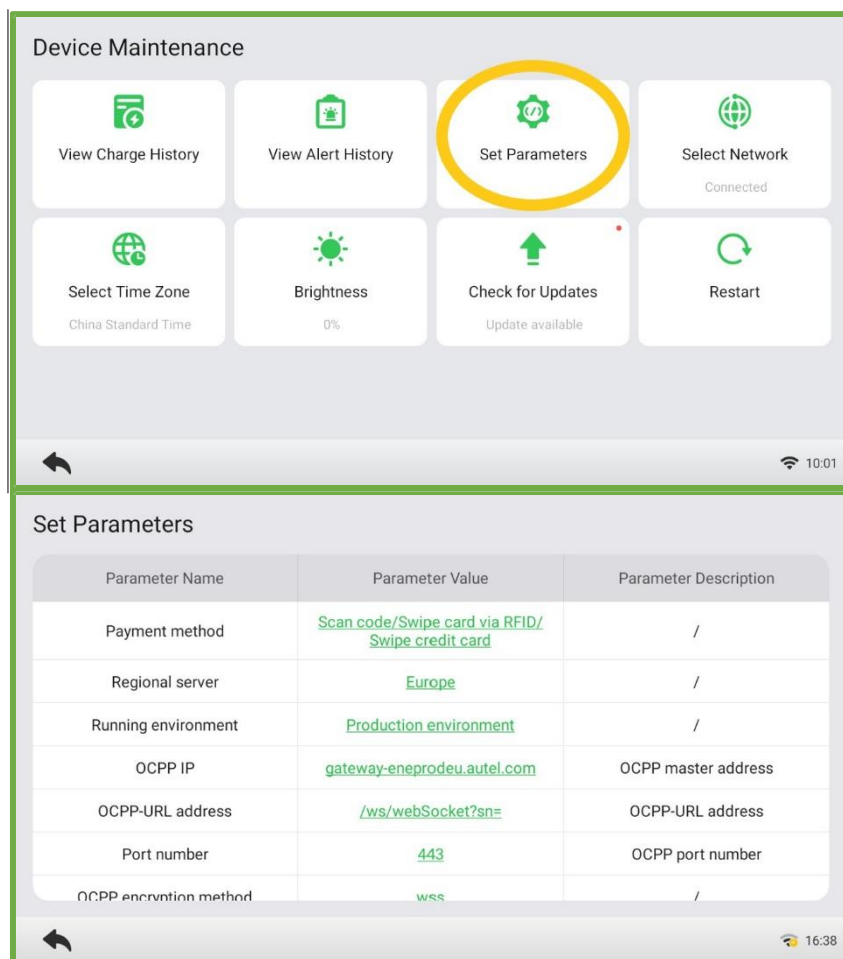 Device Maintenance
View Charge History
View Alert History
Set Parameters
Select Network
Connected
Select Time Zone
China Standard Time
Brightness
0%
Check for Updates
Update available
Restart
10:01
Set Parameters
Parameter Name Parameter Value Parameter Description
Payment method Scan code/Swipe card via RFID/
Swipe credit card /
Regional server Europe /
Running environment Production environment /
OCPP IP gateway-eneprodeu.autel.com OCPP master address
OCPP-URL address /ws/webSocket?sn= OCPP-URL address
Port number 443 OCPP port number
OCPP encryption method wss /
16:38